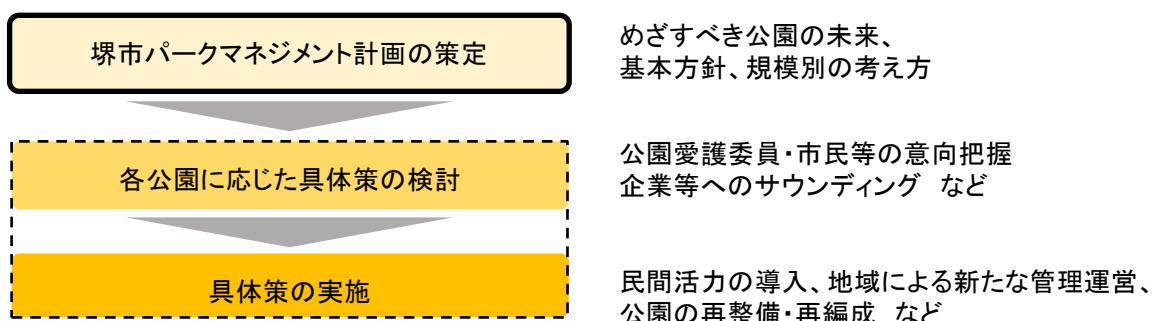 堺市パークマネジメント計画の策定
めざすべき公園の未来、
基本方針、規模別の考え方
各公園に応じた具体策の検討
公園愛護委員・市民等の意向把握
企業等へのサウンディング　など
具体策の実施
民間活力の導入、地域による新たな管理運営、
公園の再整備・再編成　など